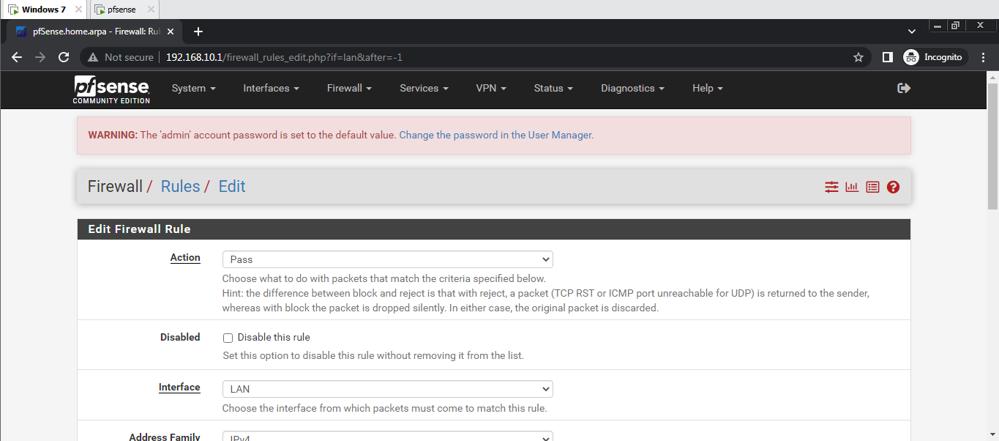 Windows 7
pfsense
pfSense.home.arpa - Firewall: Rul
Not secure
192.168.10.1/firewall_rules_edit.php?if=lan&after=-1
Incognito
pfsense
COMMUNITY EDITION
System
Interfaces
Firewall
Services
VPN
Status
Diagnostics
Help
WARNING: The 'admin' account password is set to the default value. Change the password in the User Manager.
Firewall / Rules / Edit
Edit Firewall Rule
Action
Pass
Choose what to do with packets that match the criteria specified below.
Hint: the difference between block and reject is that with reject, a packet (TCP RST or ICMP port unreachable for UDP) is returned to the sender,
whereas with block the packet is dropped silently. In either case, the original packet is discarded.
Disabled
Disable this rule
Set this option to disable this rule without removing it from the list.
Interface
LAN
Choose the interface from which packets must come to match this rule.
Address Family
IPv4